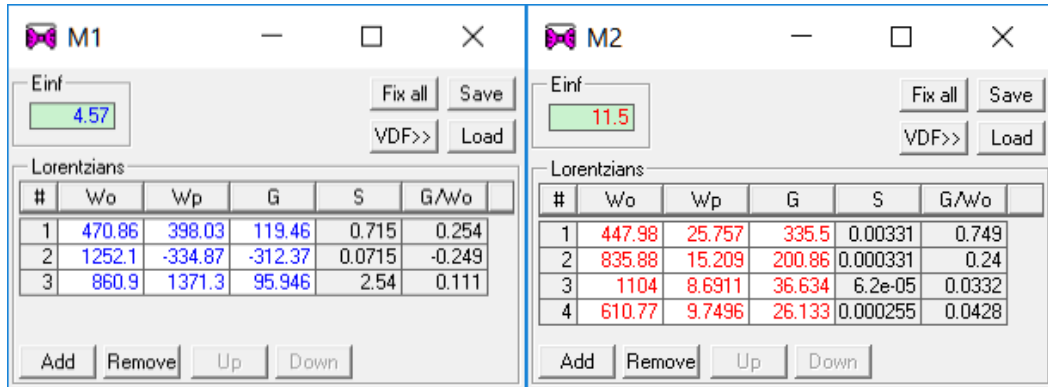 M1
Einf
4.57
Fix all Save
VDF>> Load
Lorentzians
# Wo Wp G S G/Wo
1 470.86 398.03 119.46 0.715 0.254
2 1252.1 -334.87 -312.37 0.0715 -0.249
3 860.9 1371.3 95.946 2.54 0.111
Add Remove Up Down
M2
Einf
11.5
Fix all Save
VDF>> Load
Lorentzians
# Wo Wp G S G/Wo
1 447.98 25.757 335.5 0.00331 0.749
2 835.88 15.209 200.86 0.000331 0.24
3 1104 8.6911 36.634 6.2e-05 0.0332
4 610.77 9.7496 26.133 0.000255 0.0428
Add Remove Up Down